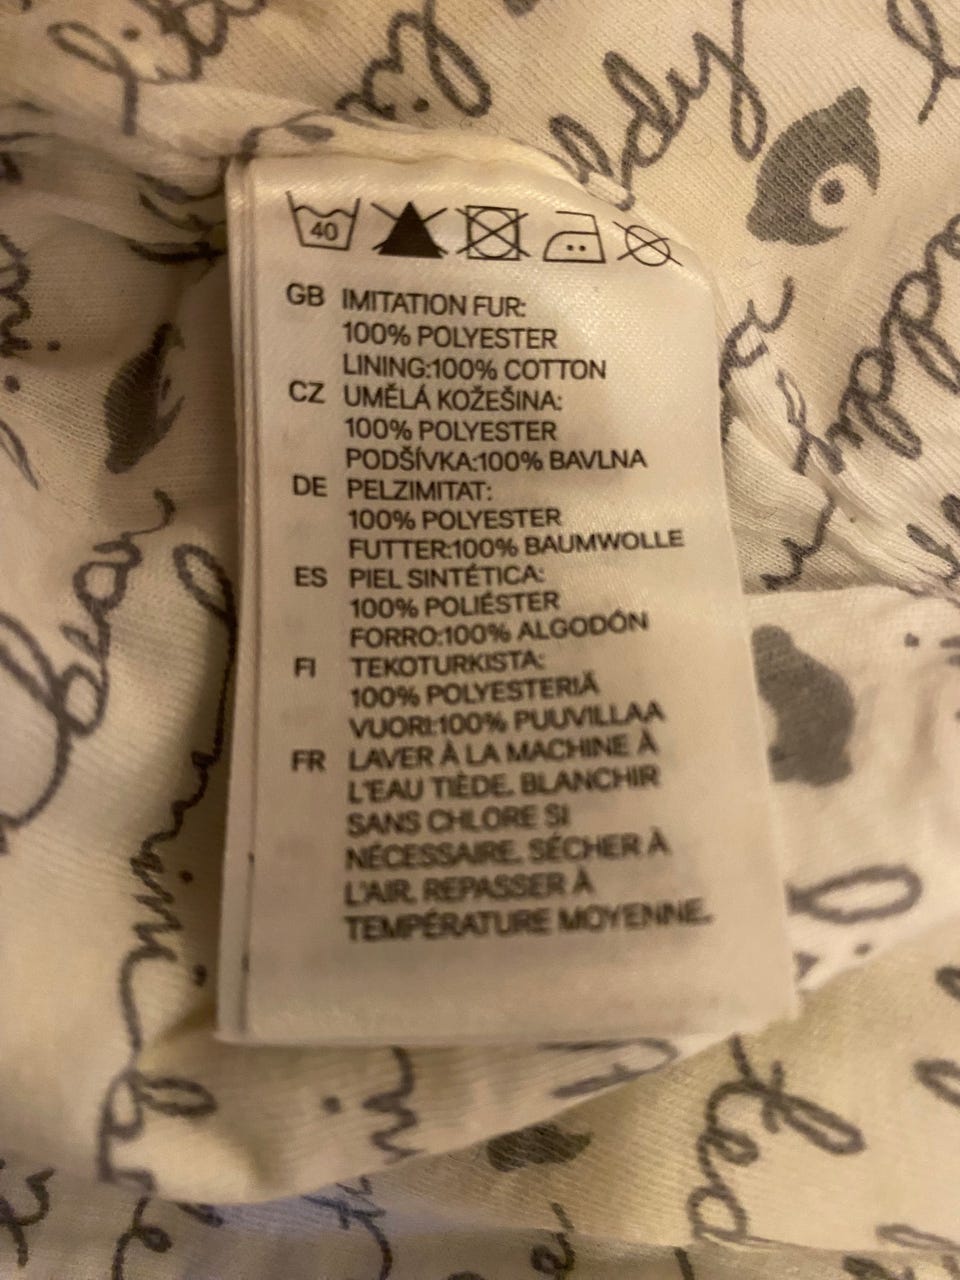 40
GB IMITATION FUR:
100% POLYESTER
LINING:100% COTTON
CZ UMĚLÁ KOŽEŠINA:
100% POLYESTER
PODŠÍVKA:100% BAVLNA
DE PELZIMITAT:
100% POLYESTER
FUTTER:100% BAUMWOLLE
ES PIEL SINTÉTICA:
100% POLIÉSTER
FORRO:100% ALGODÓN
FI TEKOTURKISTA:
100% POLYESTERIÄ
VUORI:100% PUUVILLAA
FR LAVER À LA MACHINE À
L'EAU TIÈDE. BLANCHIR
SANS CHLORE SI
NÉCESSAIRE. SÉCHER À
L'AIR. REPASSER À
TEMPÉRATURE MOYENNE.